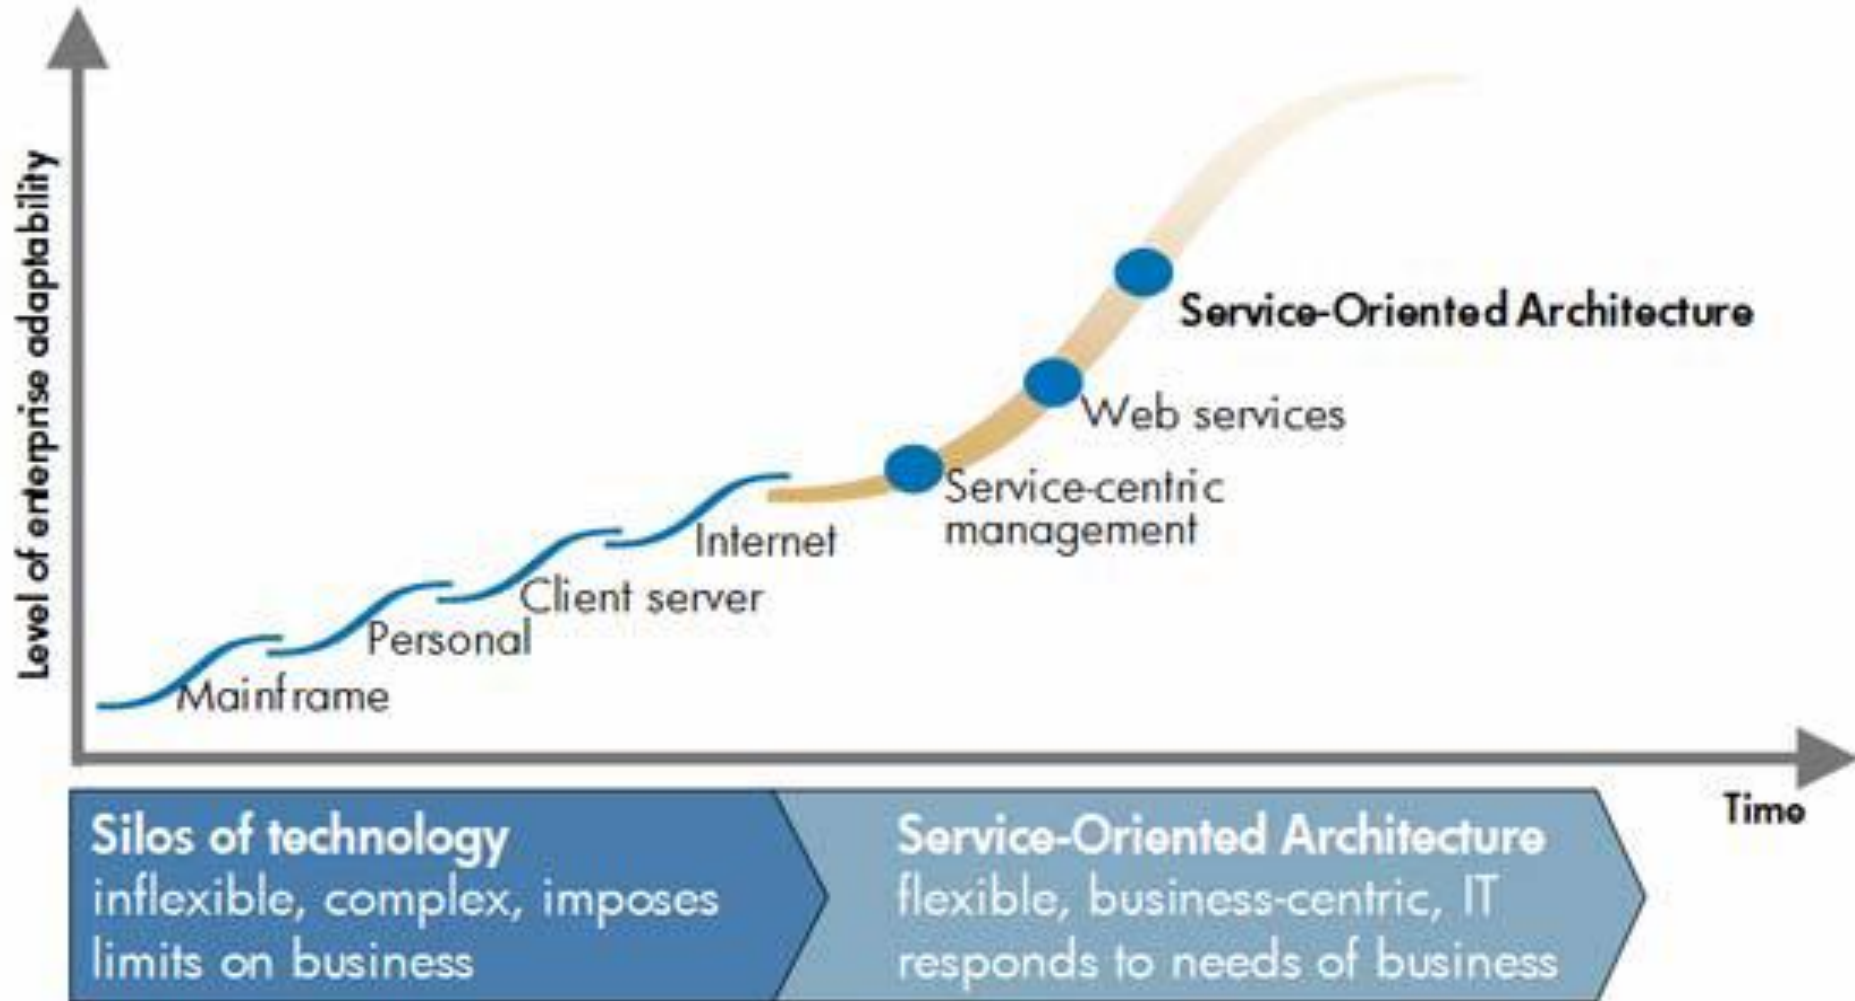 Level of enterprise adaptability
Service-Oriented Architecture
Web services
Service-centric
management
Internet
Client server
Personal
Mainframe
Time
Silos of technology
inflexible, complex, imposes
limits on business
Service-Oriented Architecture
flexible, business-centric, IT
responds to needs of business